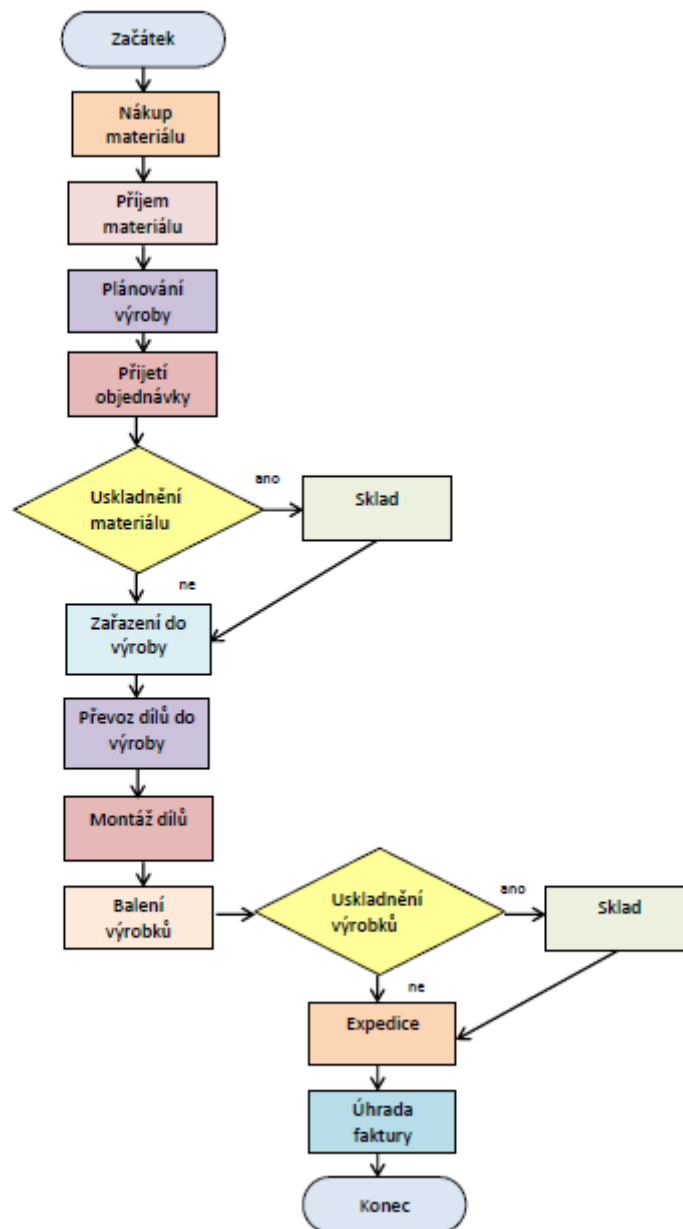 Začátek
Nákup
materiálu
Příjem
materiálu
Plánování
výroby
Přijetí
objednávky
Uskladnění
materiálu
ano
Sklad
ne
Zařazení do
výroby
Převoz dílů do
výroby
Montáž dílů
Balení
výrobků
Uskladnění
výrobků
ano
Sklad
ne
Expedice
Úhrada
faktury
Konec